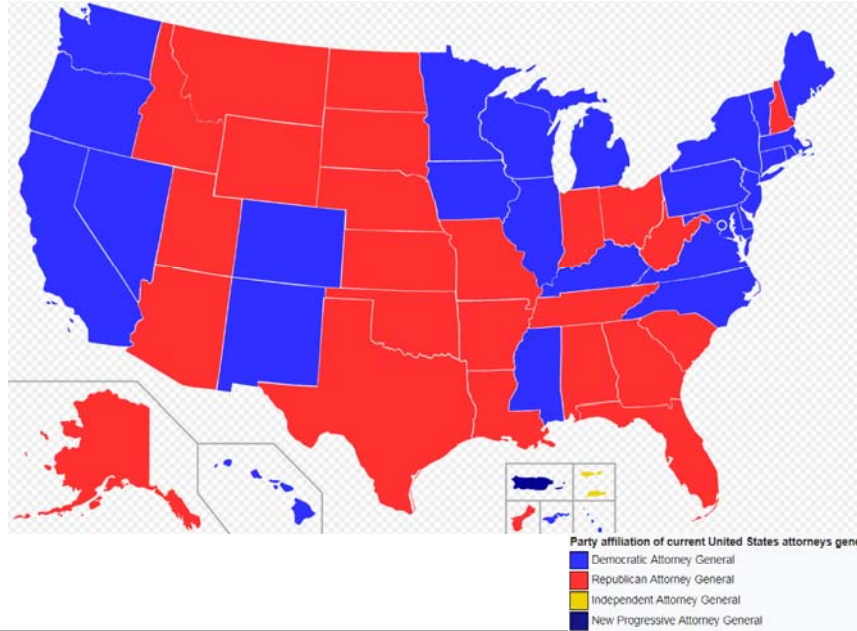 Party affiliation of current United States attorneys gene
Democratic Attorney General
Republican Attorney General
Independent Attorney General
New Progressive Attorney General